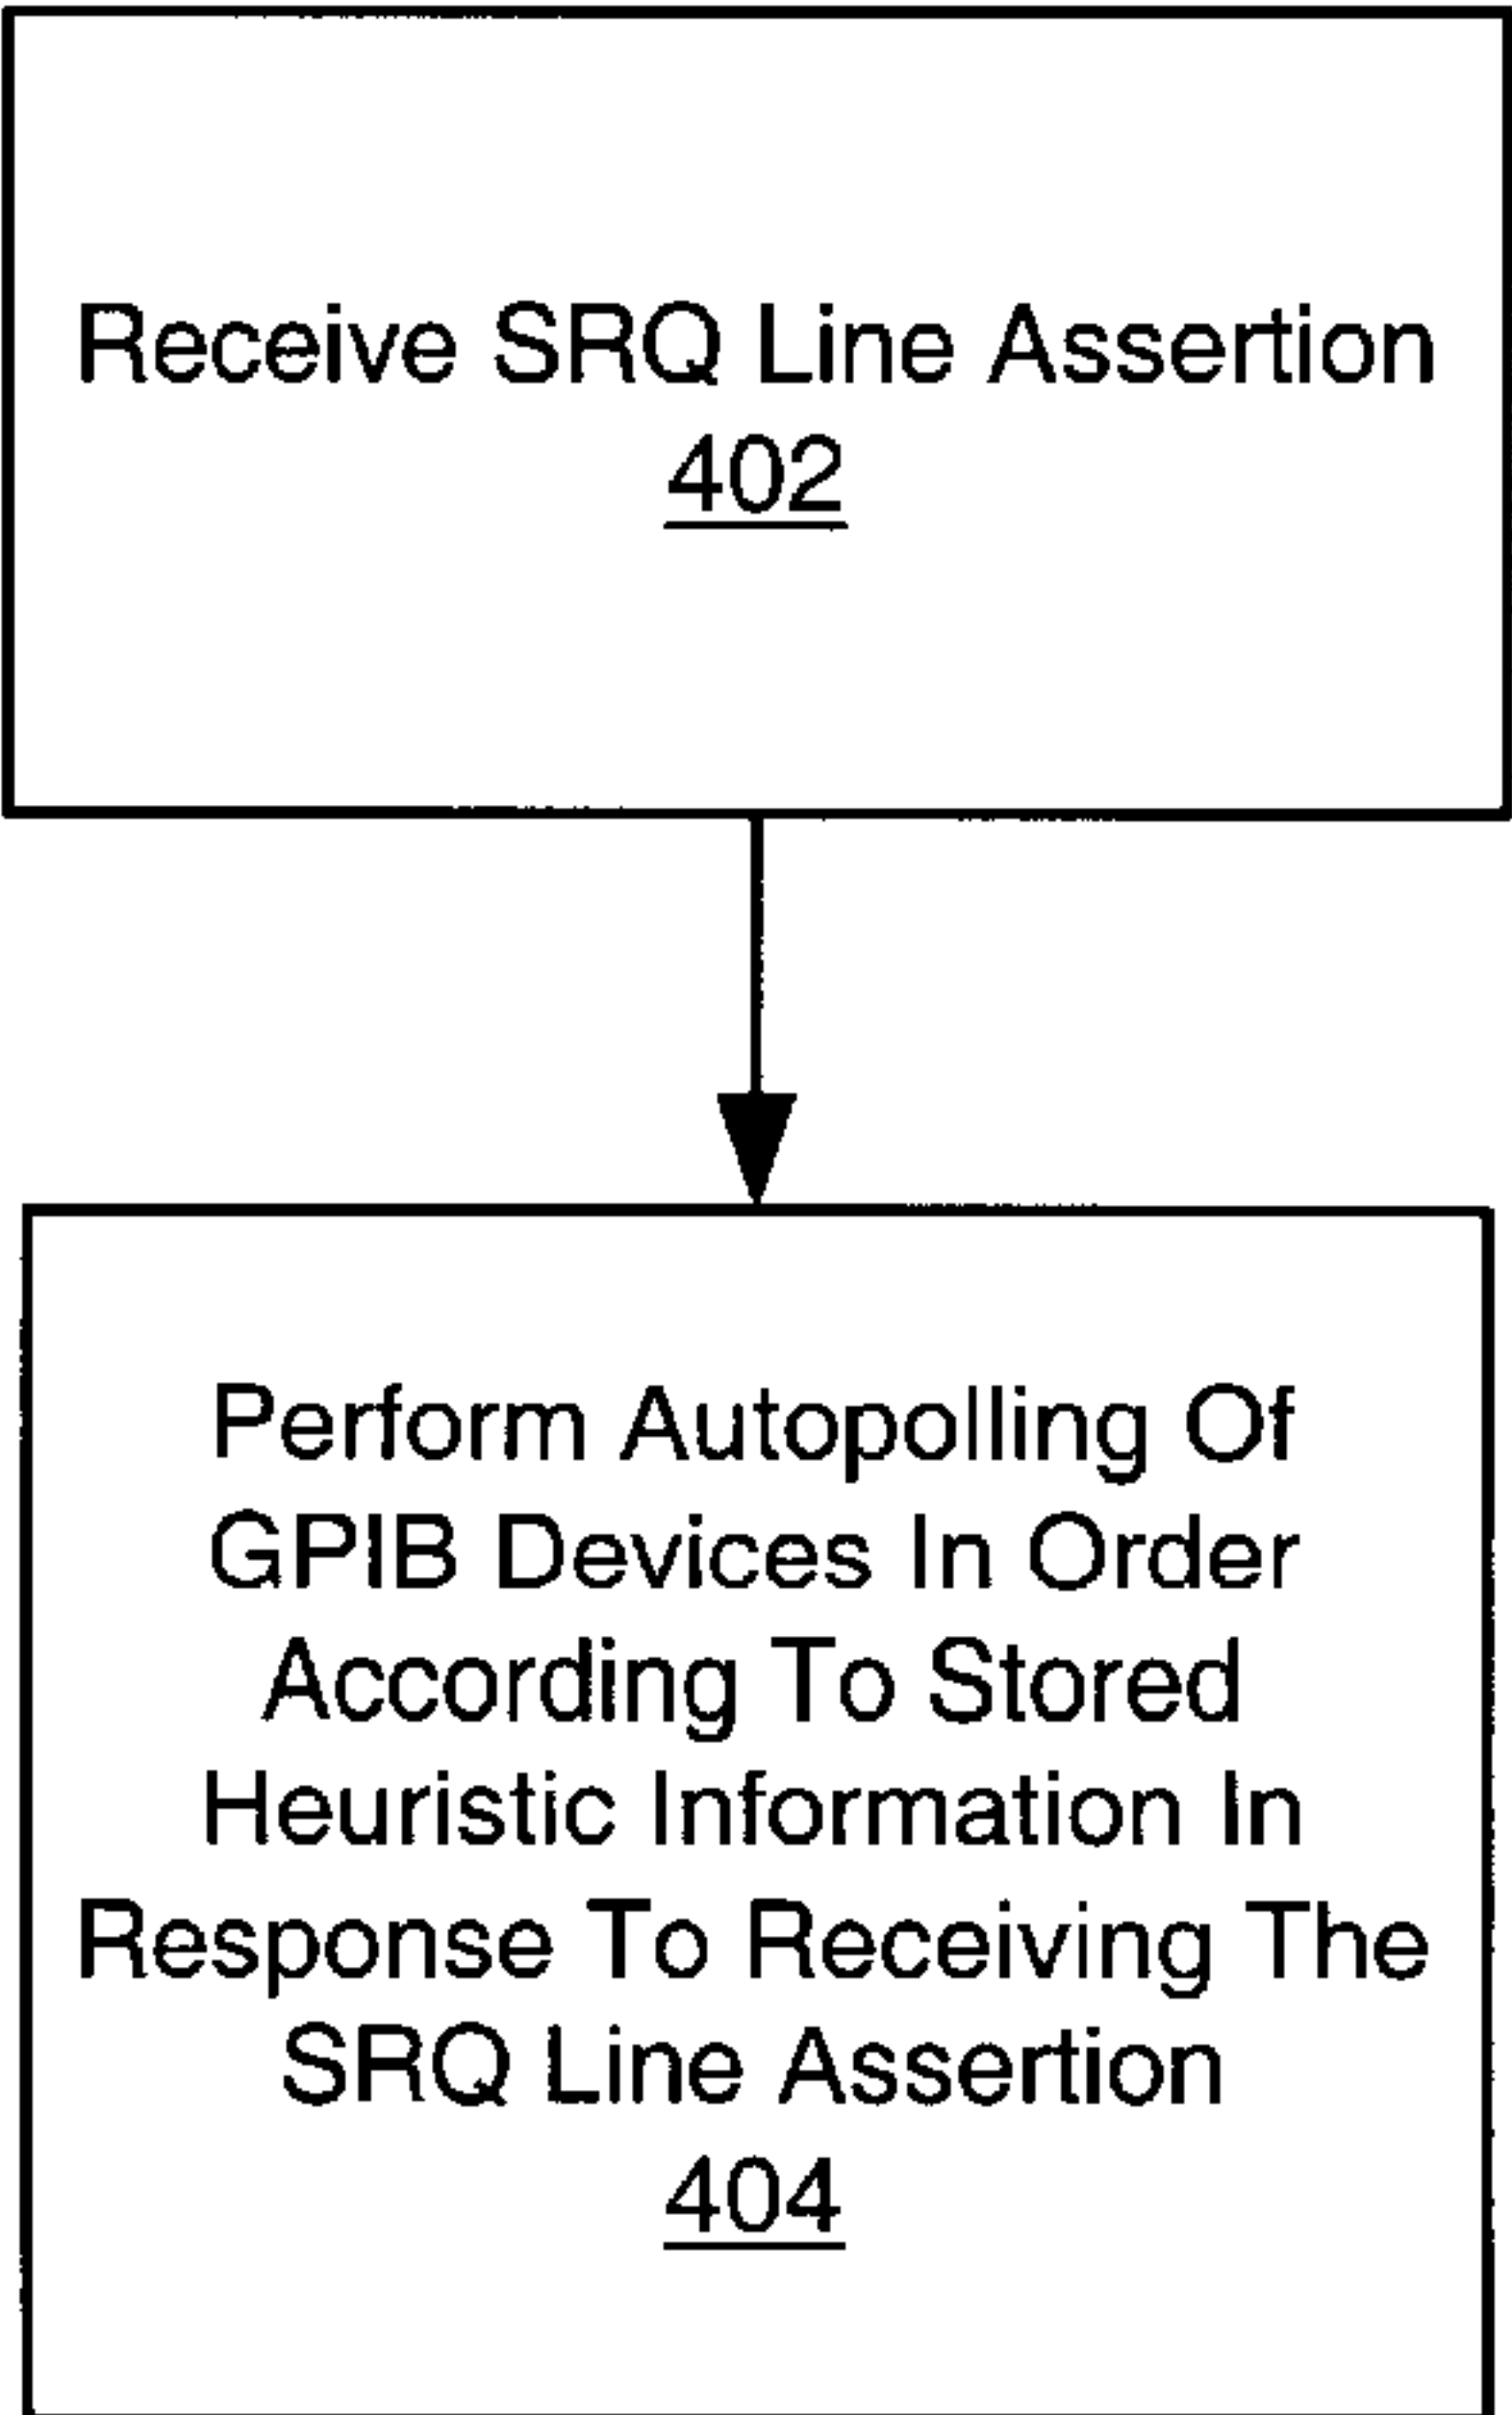 Receive SRQ Line Assertion
402
Perform Autopolling Of
GPIB Devices In Order
According To Stored
Heuristic Information In
Response To Receiving The
SRQ Line Assertion
404